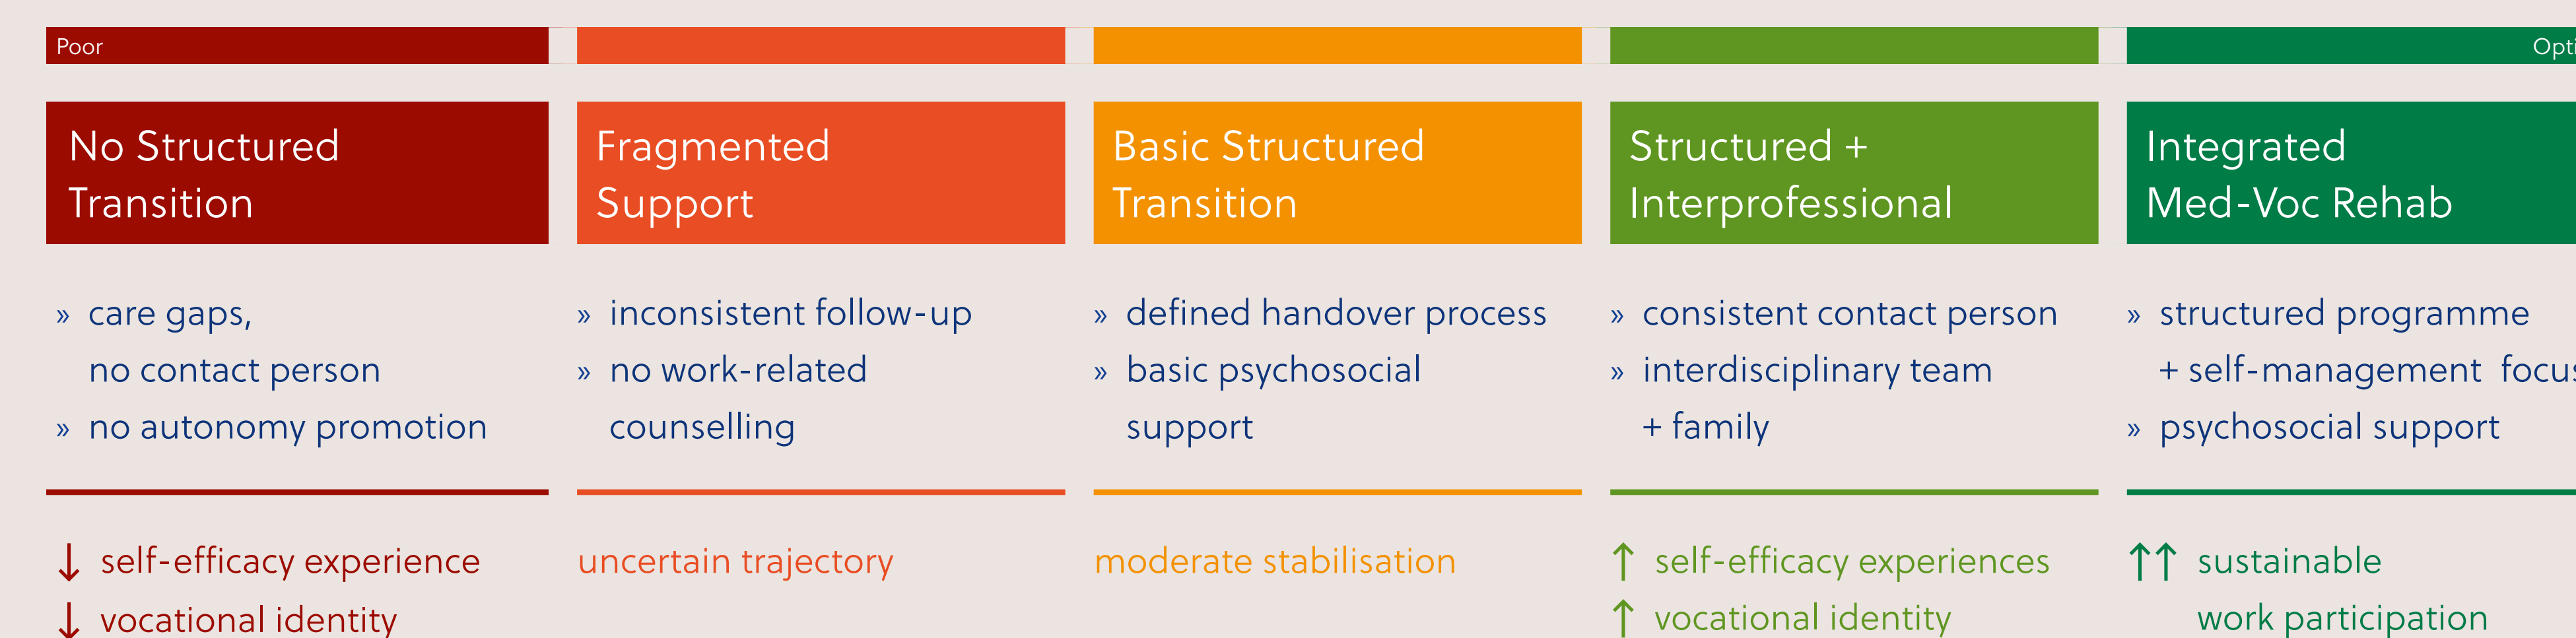 Poor
No Structured
Transition
» care gaps,
no contact person
» no autonomy promotion
↓ self-efficacy experience
↓ vocational identity
Fragmented
Support
» inconsistent follow-up
» no work-related
counselling
uncertain trajectory
Basic Structured
Transition
» defined handover process
» basic psychosocial
support
moderate stabilisation
Structured +
Interprofessional
» consistent contact person
» interdisciplinary team
+ family
↑ self-efficacy experiences
↑ vocational identity
Integrated
Med-Voc Rehab
» structured programme
+ self-management
» psychosocial support
↑↑ sustainable
work participation